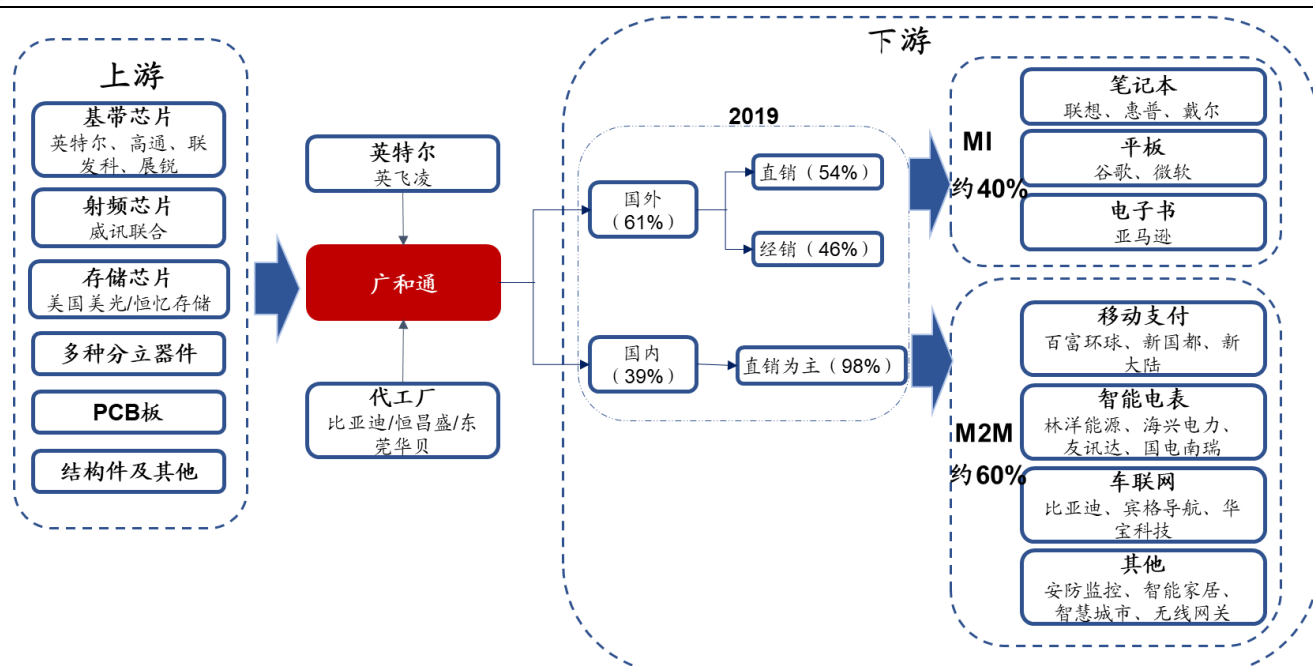 上游
基带芯片
英特尔、高通、联
发科、展锐
射频芯片
威讯联合
存储芯片
美国美光/恒忆存储
多种分立器件
PCB板
结构件及其他
英特尔
英飞凌
广和通
代工厂
比亚迪/恒昌盛/东
莞华贝
下游
2019
国外
（61%）
直销（54%）
经销（46%）
国内
（39%）
直销为主（98%）
MI
约40%
笔记本
联想、惠普、戴尔
平板
谷歌、微软
电子书
亚马逊
M2M
约60%
移动支付
百富环球、新国都、新
大陆
智能电表
林洋能源、海兴电力、
友讯达、国电南瑞
车联网
比亚迪、宾格导航、华
宝科技
其他
安防监控、智能家居、
智慧城市、无线网关